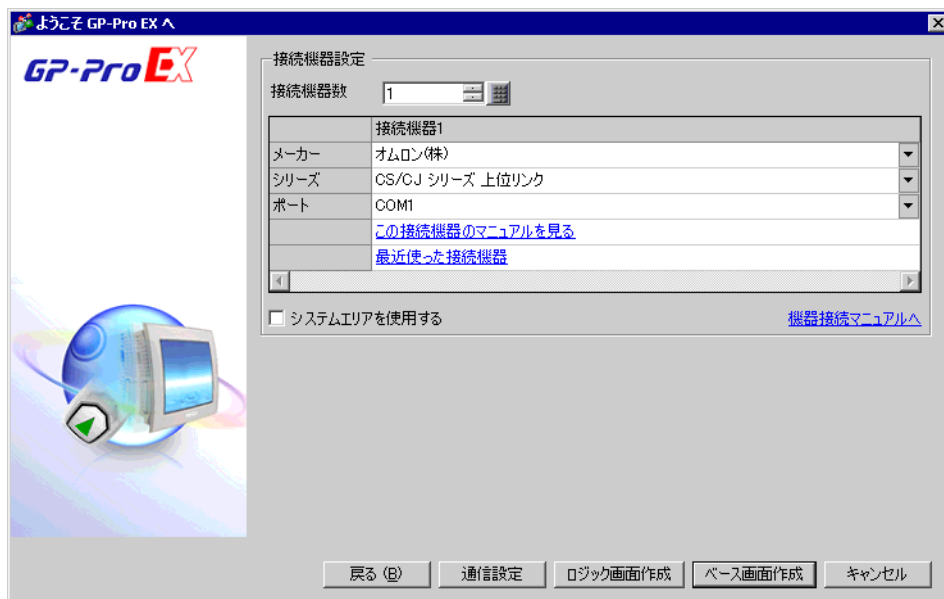 ようこそ GP-Pro EX へ
GP-Pro EX
接続機器設定
接続機器数 1
接続機器1
メーカー オムロン(株)
シリーズ CS/CJ シリーズ 上位リンク
ポート COM1
この接続機器のマニュアルを見る
最近使った接続機器
システムエリアを使用する 機器接続マニュアルへ
戻る (B) 通信設定 ロジック画面作成 ベース画面作成 キャンセル